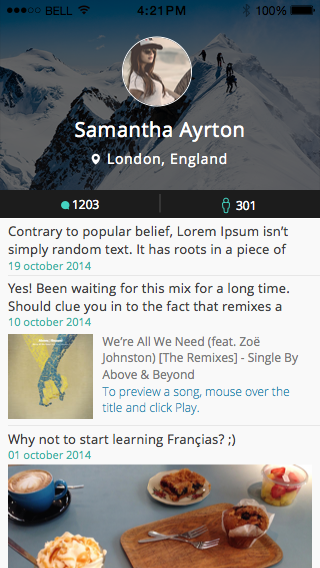 BELL 4:21PM 100%
Samantha Ayrton
London, England
1203 301
Contrary to popular belief, Lorem Ipsum isn't
simply random text. It has roots in a piece of
19 october 2014
Yes! Been waiting for this mix for a long time.
Should clue you in to the fact that remixes a
10 october 2014
We're All We Need (feat. Zoë
Johnston) [The Remixes] - Single By
Above & Beyond
To preview a song, mouse over the
title and click Play.
Why not to start learning Françias? ;)
01 october 2014